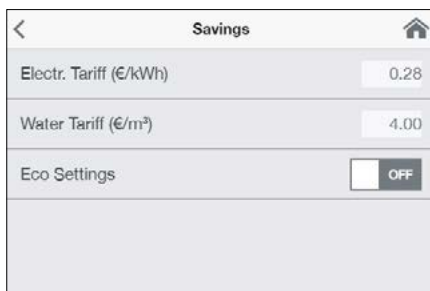 Savings
Electr. Tariff (€/kWh) 0.28
Water Tariff (€/m³) 4.00
Eco Settings OFF